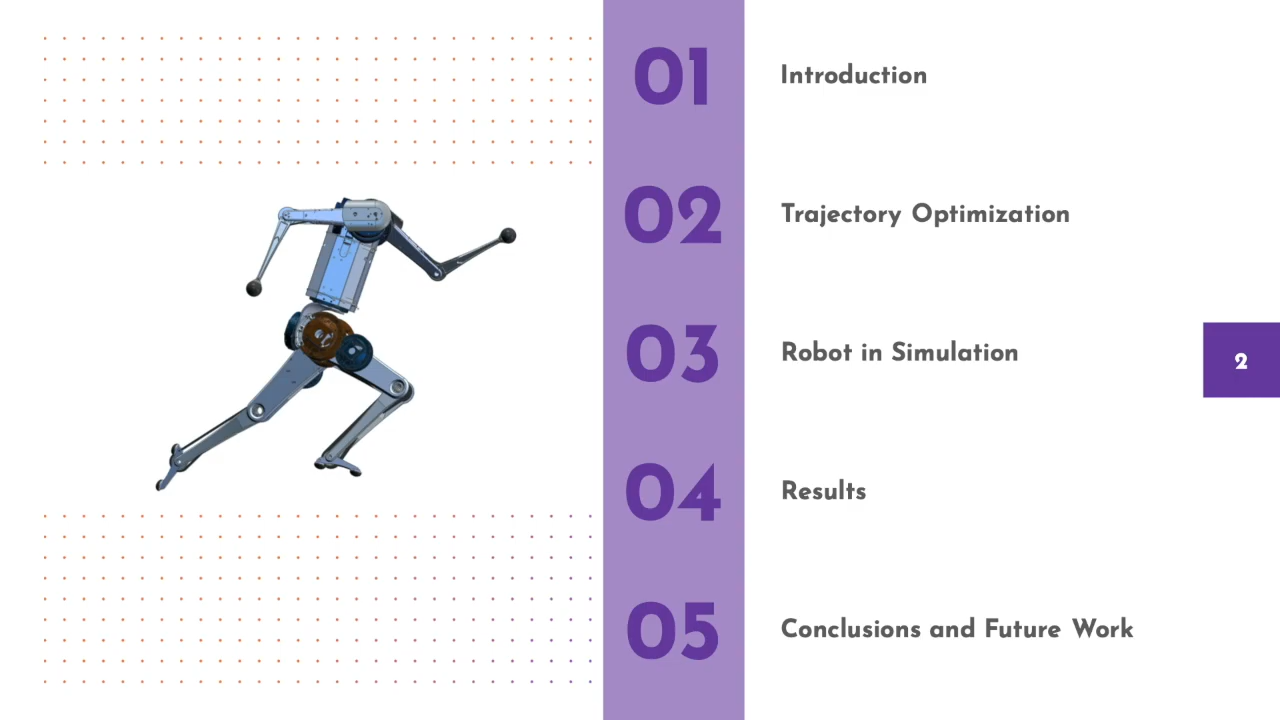 01 Introduction
02 Trajectory Optimization
03 Robot in Simulation
2
04 Results
05 Conclusions and Future Work